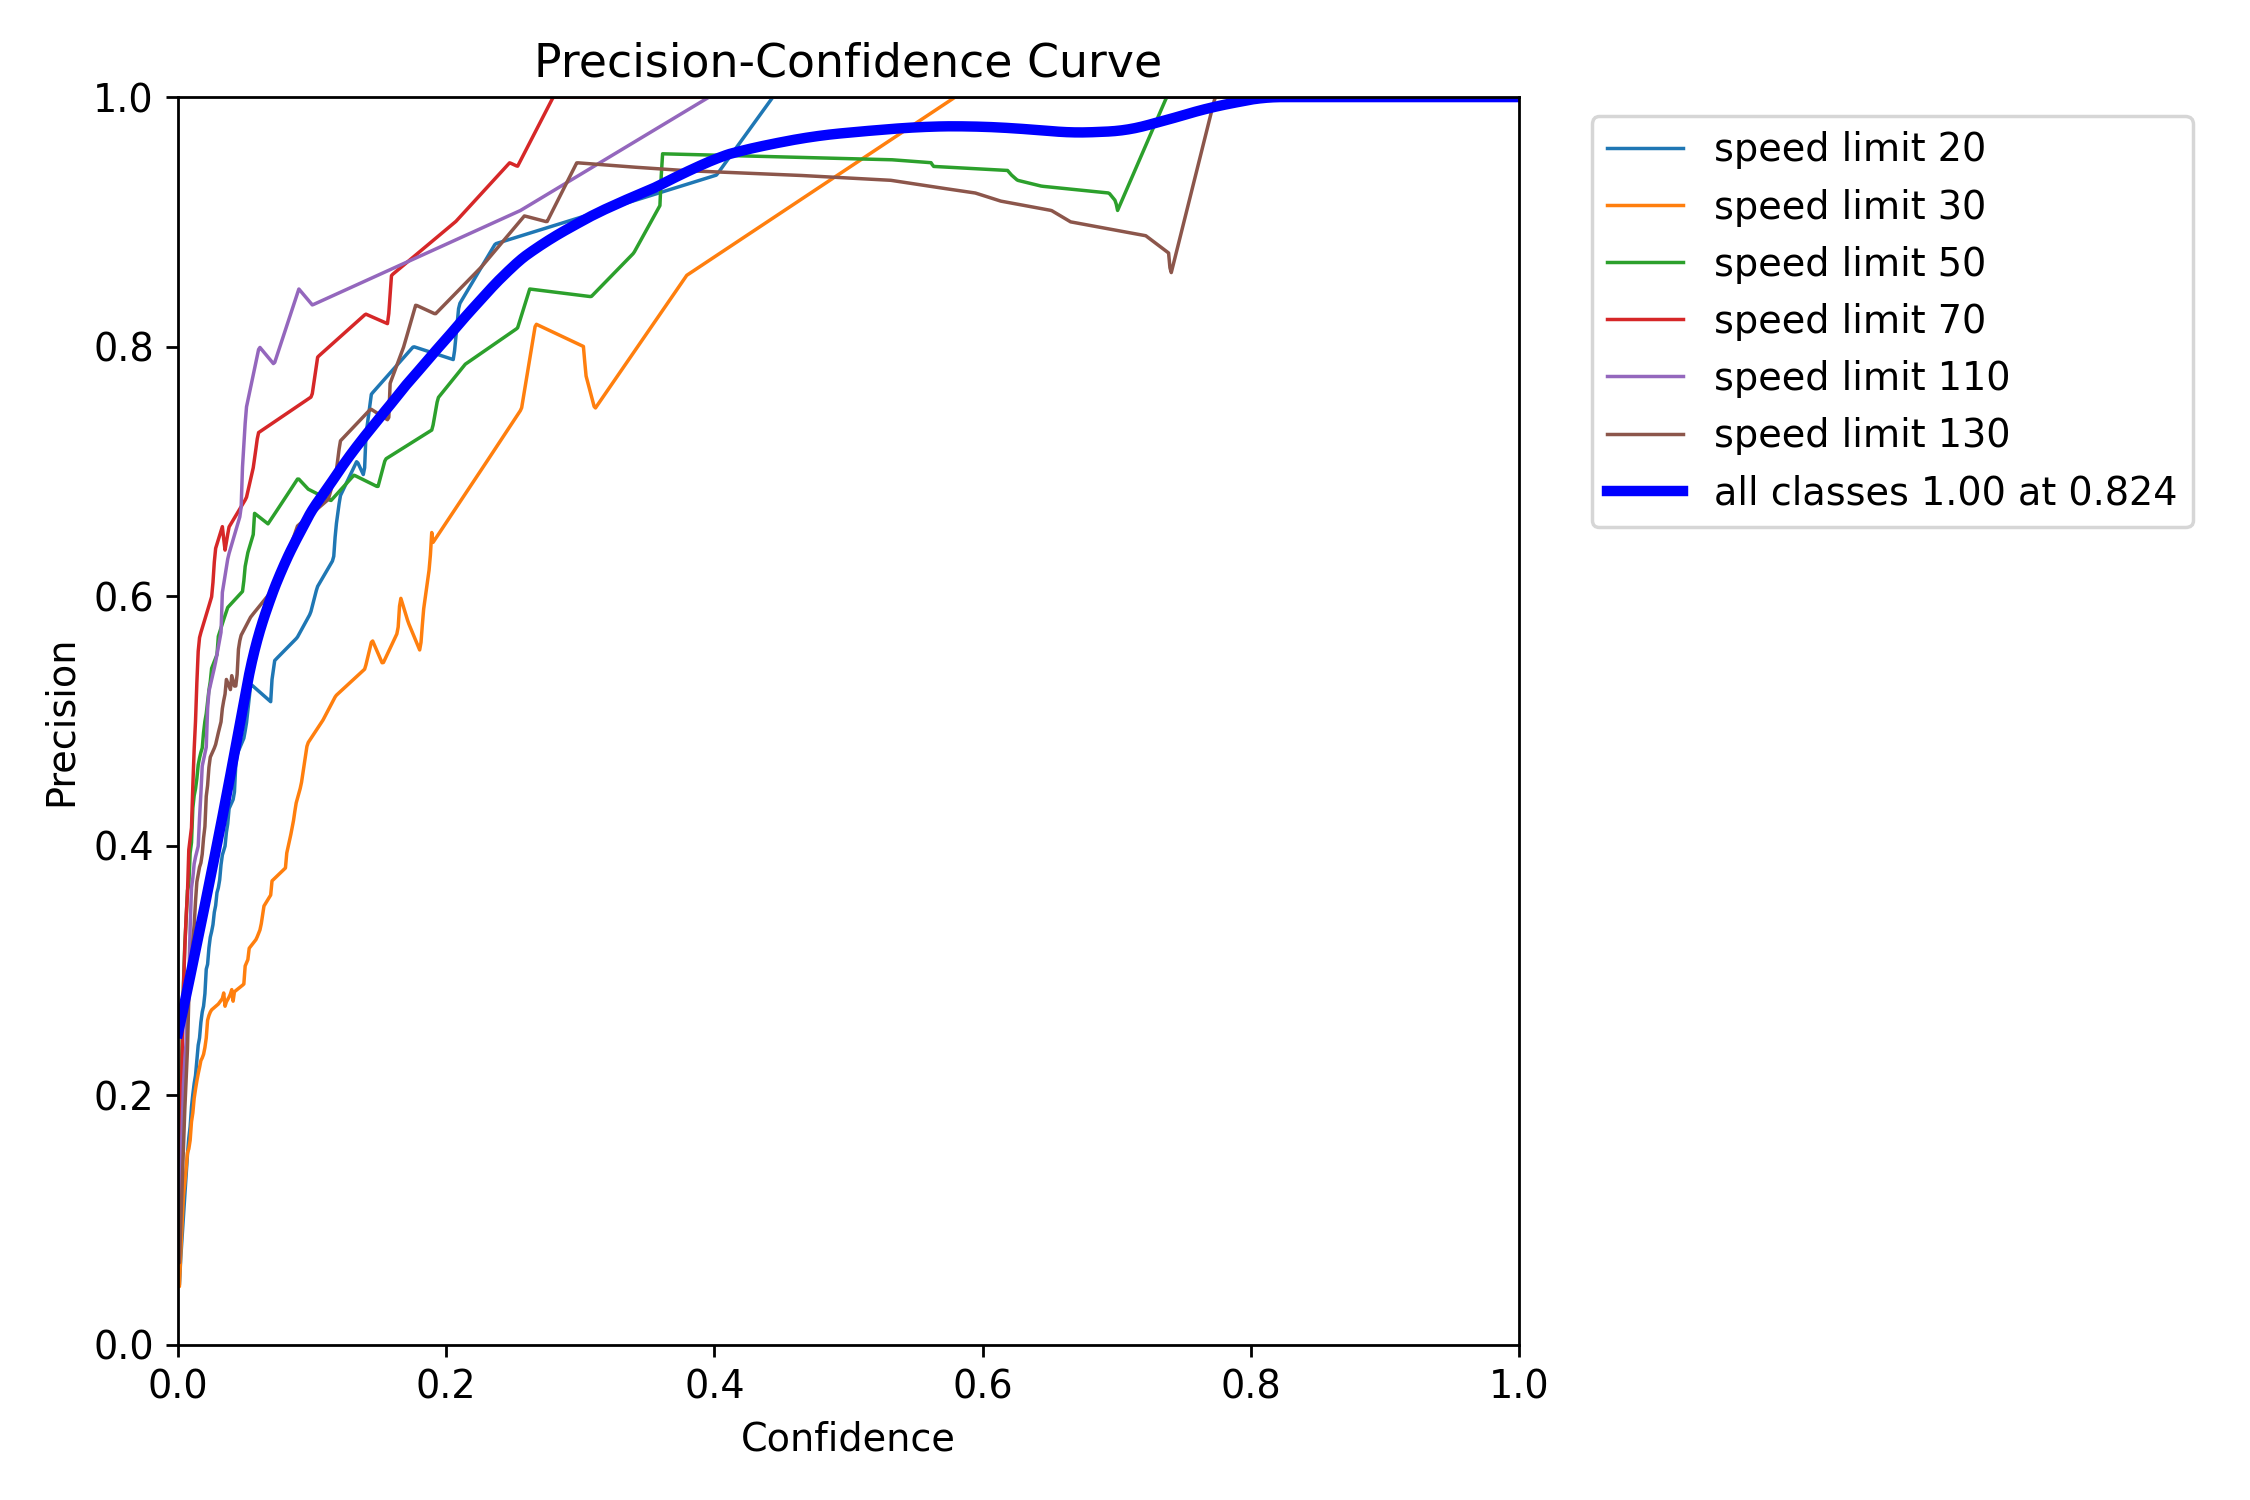 Precision-Confidence Curve
1.0
0.8
0.6
0.4
0.2
0.0
Precision
0.0 0.2 0.4 0.6 0.8 1.0
Confidence
speed limit 20
speed limit 30
speed limit 50
speed limit 70
speed limit 110
speed limit 130
all classes 1.00 at 0.824